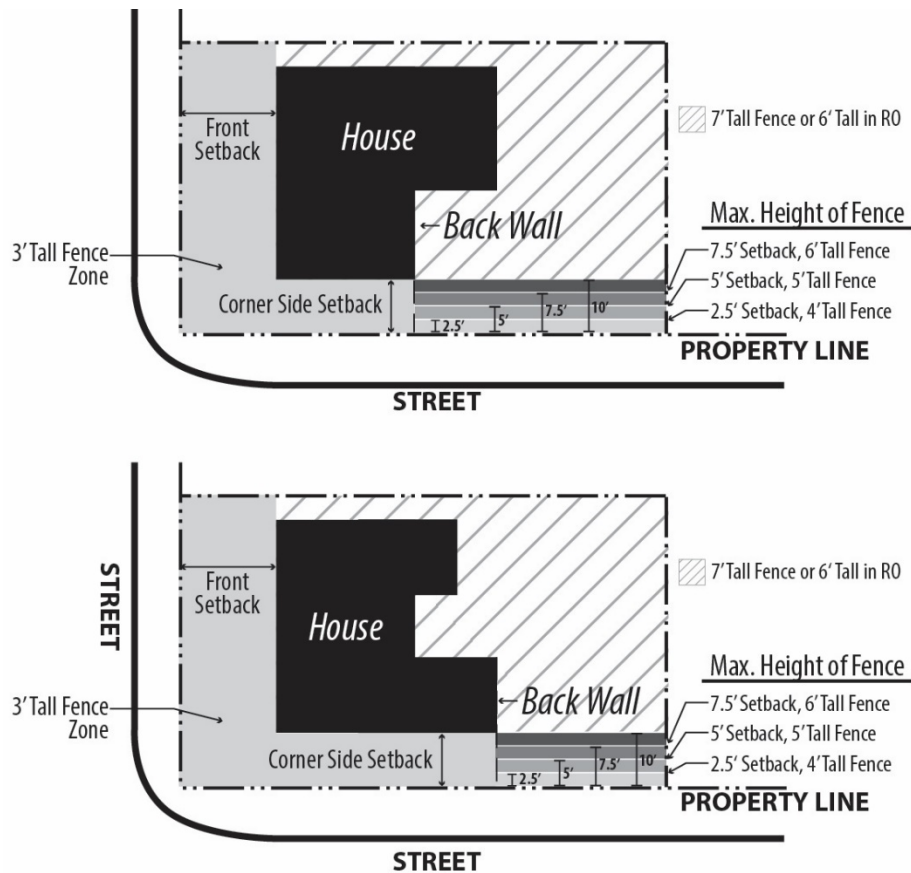 Front
Setback
House
7' Tall Fence or 6' Tall in RO
Back Wall
Max. Height of Fence
3' Tall Fence
Zone
7.5' Setback, 6' Tall Fence
5' Setback, 5' Tall Fence
2.5' Setback, 4' Tall Fence
Corner Side Setback
2.5'
5'
7.5'
10'
PROPERTY LINE
STREET
STREET
Front
Setback
House
7' Tall Fence or 6' Tall in RO
Back Wall
Max. Height of Fence
3' Tall Fence
Zone
7.5' Setback, 6' Tall Fence
5' Setback, 5' Tall Fence
2.5' Setback, 4' Tall Fence
Corner Side Setback
2.5'
5'
7.5'
10'
PROPERTY LINE
STREET